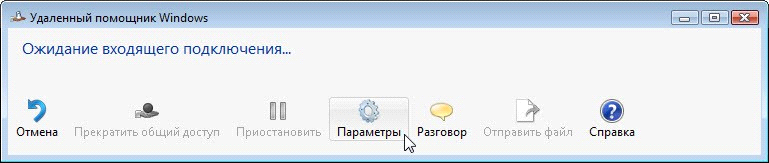 Удаленный помощник Windows
Ожидание входящего подключения...
Отмена Прекратить общий доступ Приостановить Параметры Разговор Отправить файл Справка